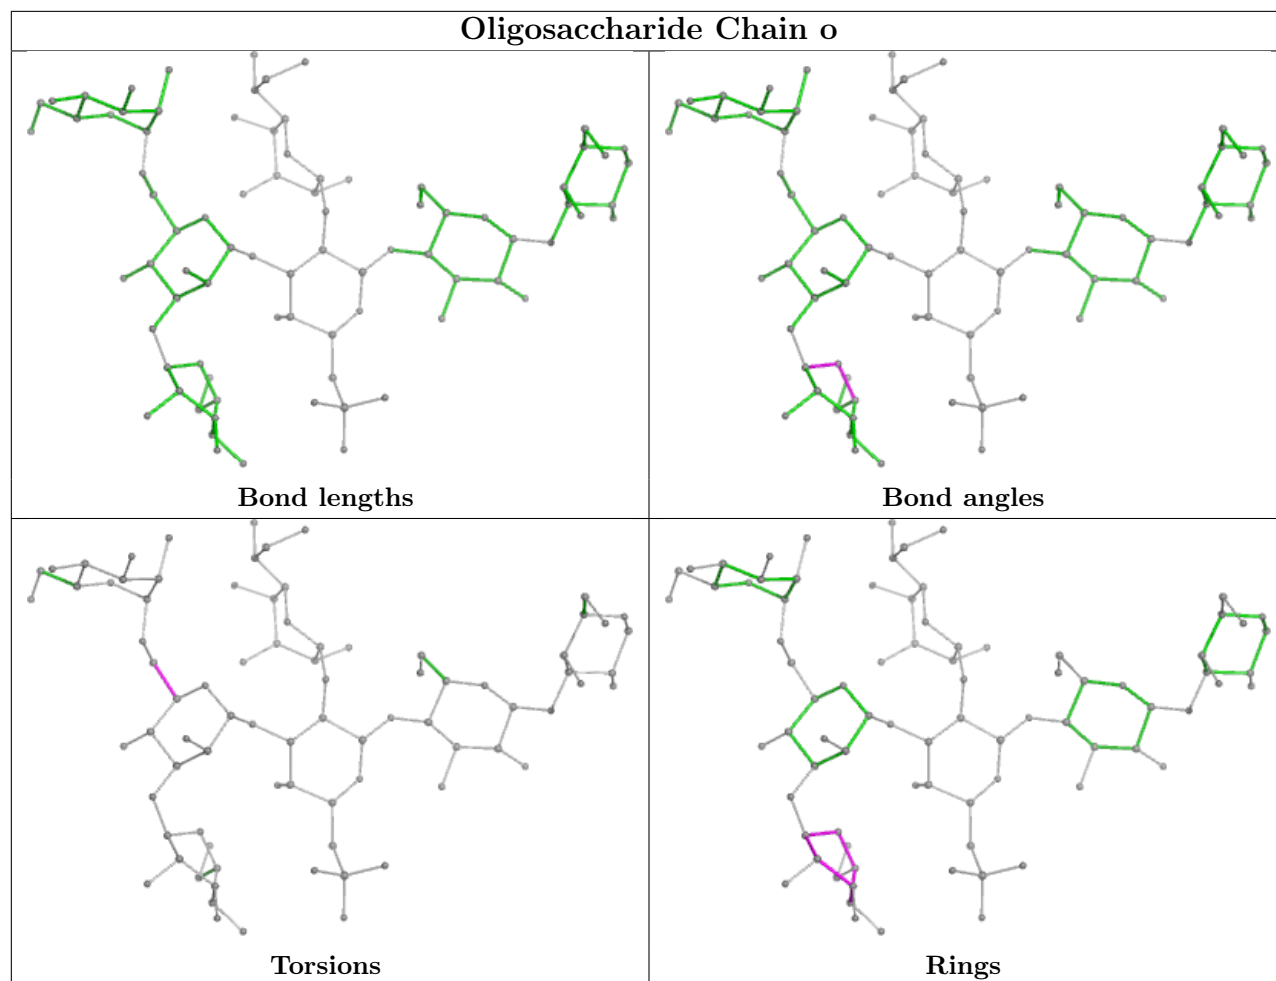 Oligosaccharide Chain o
Bond lengths
Bond angles
Torsions
Rings